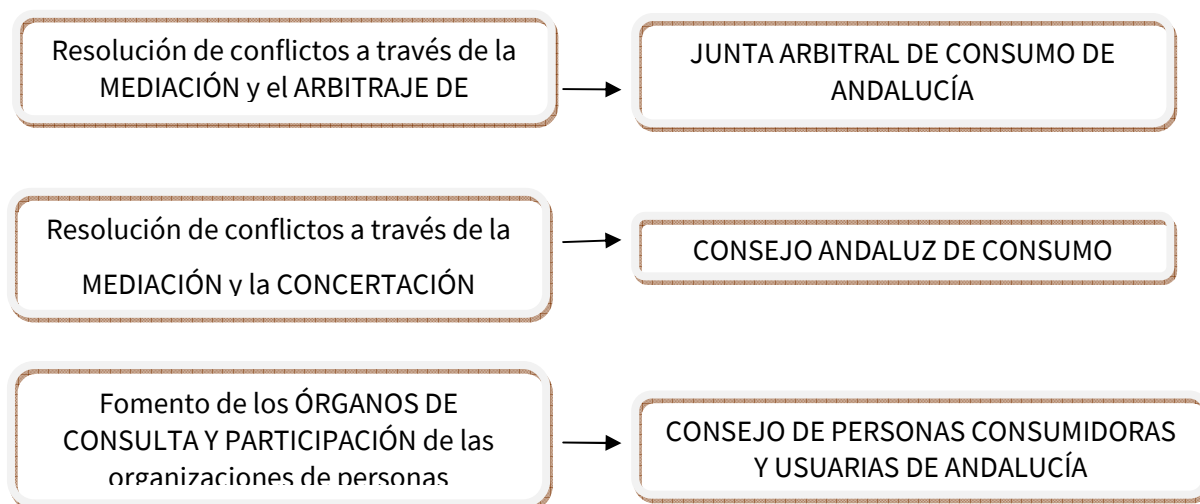 Resolución de conflictos a través de la
MEDIACIÓN y el ARBITRAJE DE
JUNTA ARBITRAL DE CONSUMO DE
ANDALUCÍA
Resolución de conflictos a través de la
MEDIACIÓN y la CONCERTACIÓN
CONSEJO ANDALUZ DE CONSUMO
Fomento de los ÓRGANOS DE
CONSULTA Y PARTICIPACIÓN de las
organizaciones de personas
CONSEJO DE PERSONAS CONSUMIDORAS
Y USUARIAS DE ANDALUCÍA